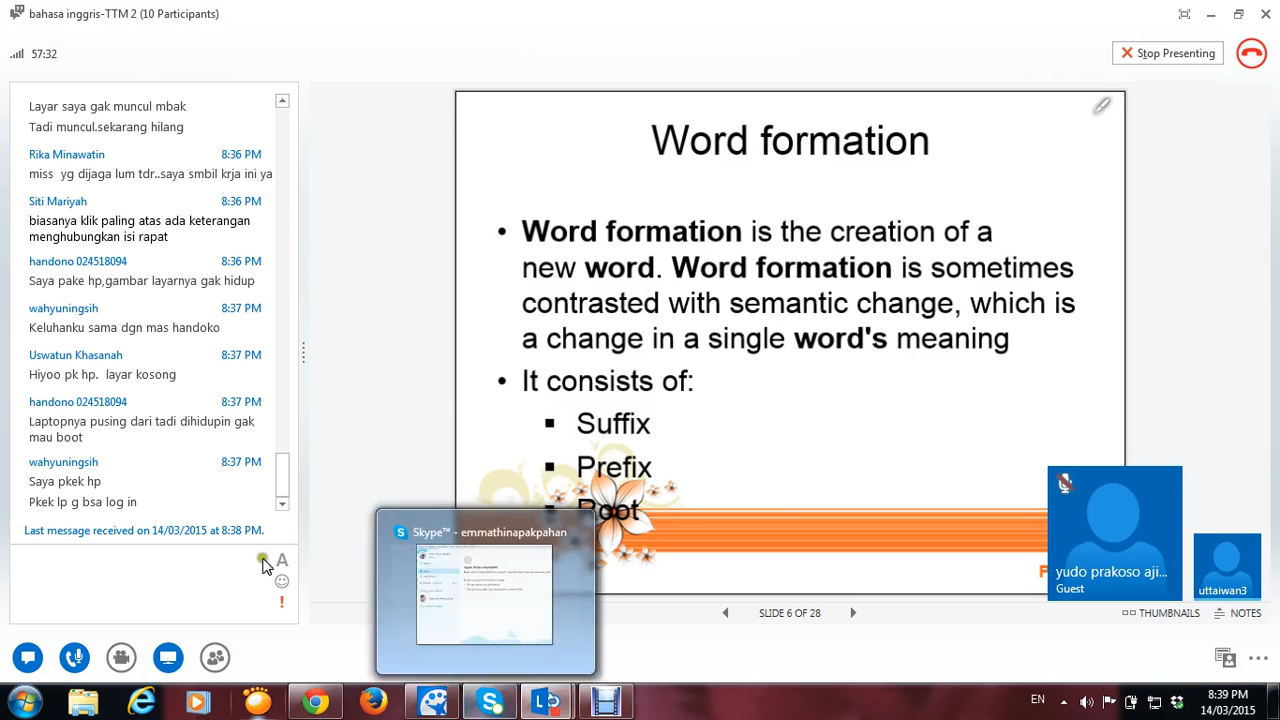 bahasa inggris-TTM 2 (10 Participants)
57:32
Stop Presenting
Layar saya gak muncul mbak
Tadi muncul.sekarang hilang
Rika Minawatin 8:36 PM
miss yg dijaga lum tdr..saya smbil krja ini ya
Siti Mariyah 8:36 PM
biasanya klik paling atas ada keterangan
menghubungkan isi rapat
handono 024518094 8:36 PM
Saya pake hp,gambar layarnya gak hidup
wahyuningsih 8:37 PM
Keluhanku sama dgn mas handoko
Uswatun Khasanah 8:37 PM
Hiyoo pk hp. layar kosong
handono 024518094 8:37 PM
Laptopnya pusing dari tadi dihidupin gak
mau boot
wahyuningsih 8:37 PM
Saya pkek hp
Pkek lp g bsa log in
Last message received on 14/03/2015 at 8:38 PM.
A
!
Word formation
• Word formation is the creation of a
new word. Word formation is sometimes
contrasted with semantic change, which is
a change in a single word's meaning
• It consists of:
▪ Suffix
▪ Prefix
▪ Root
Skype™ - emmathinapakpahan
yudo prakoso aji...
Guest
uttaiwan3
SLIDE 6 OF 28
THUMBNAILS
NOTES
EN
8:39 PM
14/03/2015